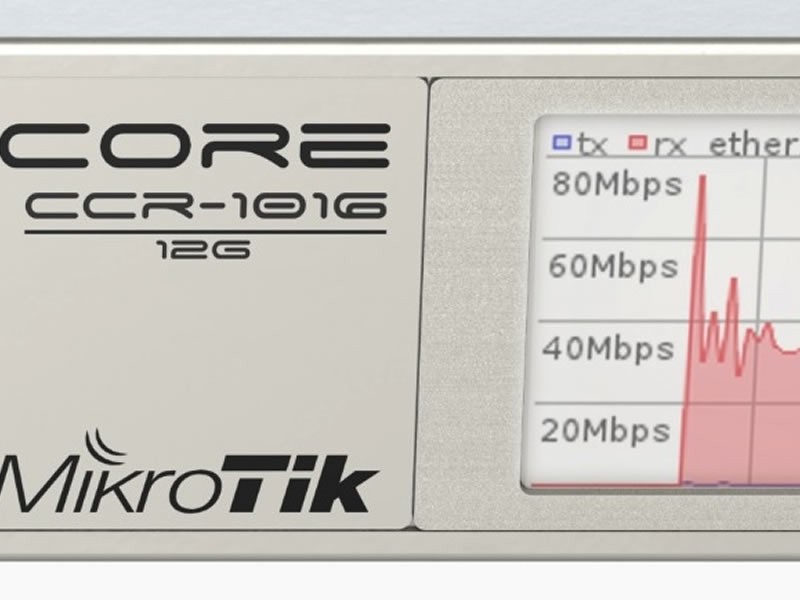 CORE
CCR-1016
12G
MikroTik
tx rx ether
80Mbps
60Mbps
40Mbps
20Mbps